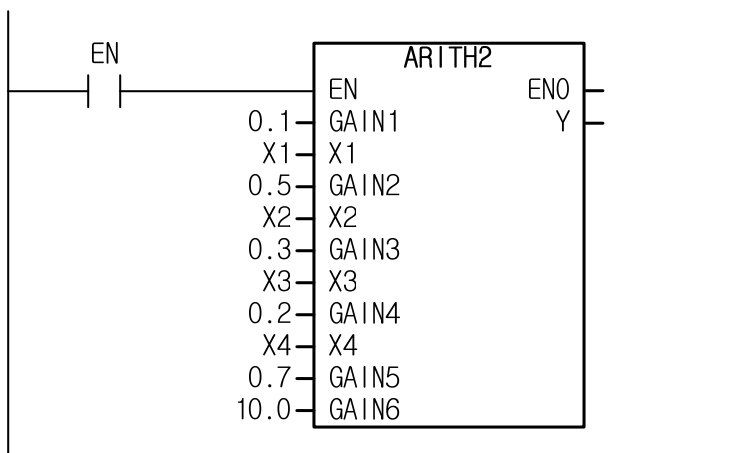 EN
ARITH2
EN ENO
0.1 GAIN1 Y
X1 X1
0.5 GAIN2
X2 X2
0.3 GAIN3
X3 X3
0.2 GAIN4
X4 X4
0.7 GAIN5
10.0 GAIN6